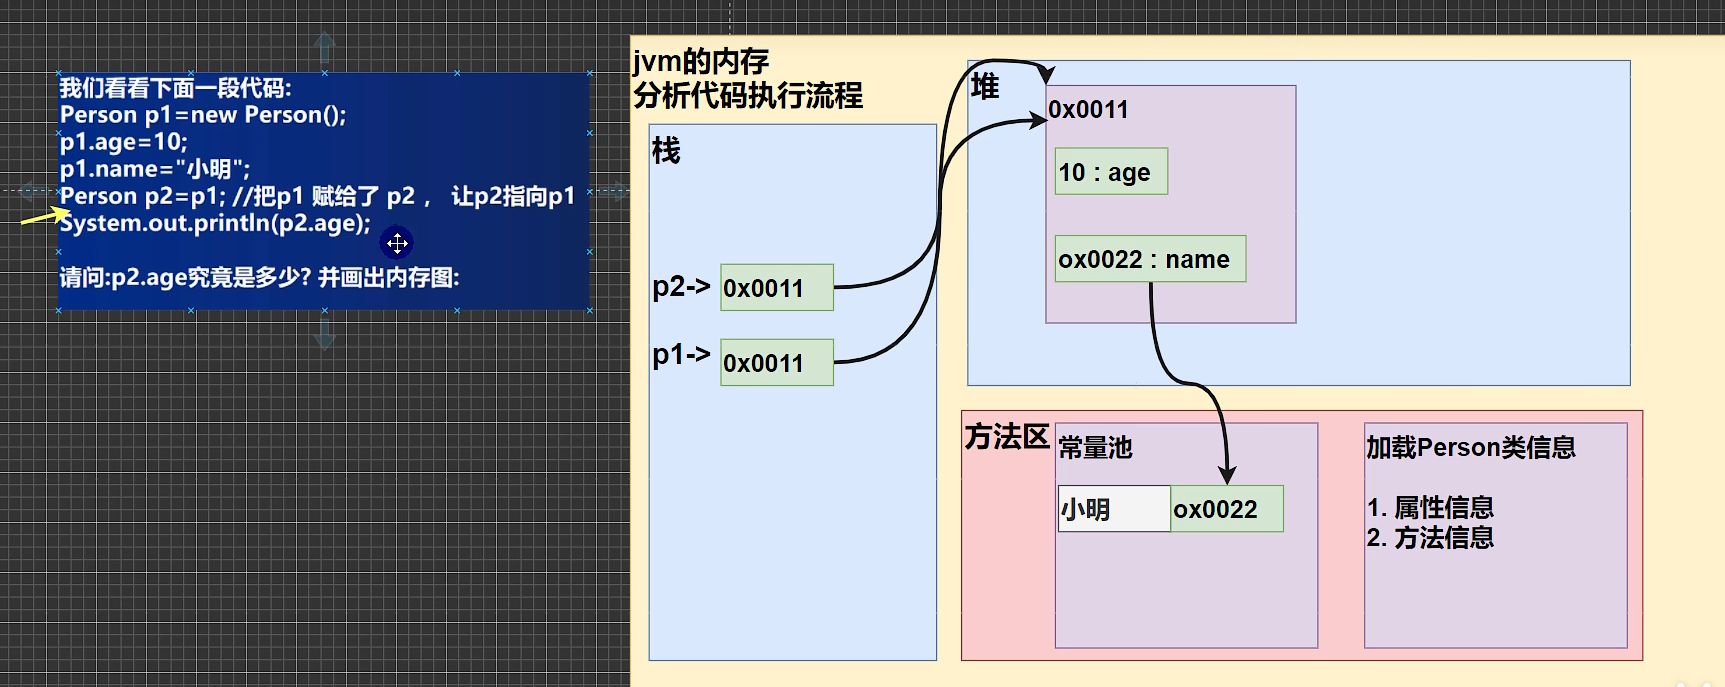 我们看看下面一段代码:
Person p1=new Person();
p1.age=10;
p1.name="小明";
Person p2=p1; //把p1 赋给了 p2 ， 让p2指向p1
System.out.println(p2.age);
请问:p2.age究竟是多少? 并画出内存图:
jvm的内存
分析代码执行流程
栈
p2->
0x0011
p1->
0x0011
堆
0x0011
10 : age
ox0022 : name
方法区
常量池
小明
ox0022
加载Person类信息
1. 属性信息
2. 方法信息